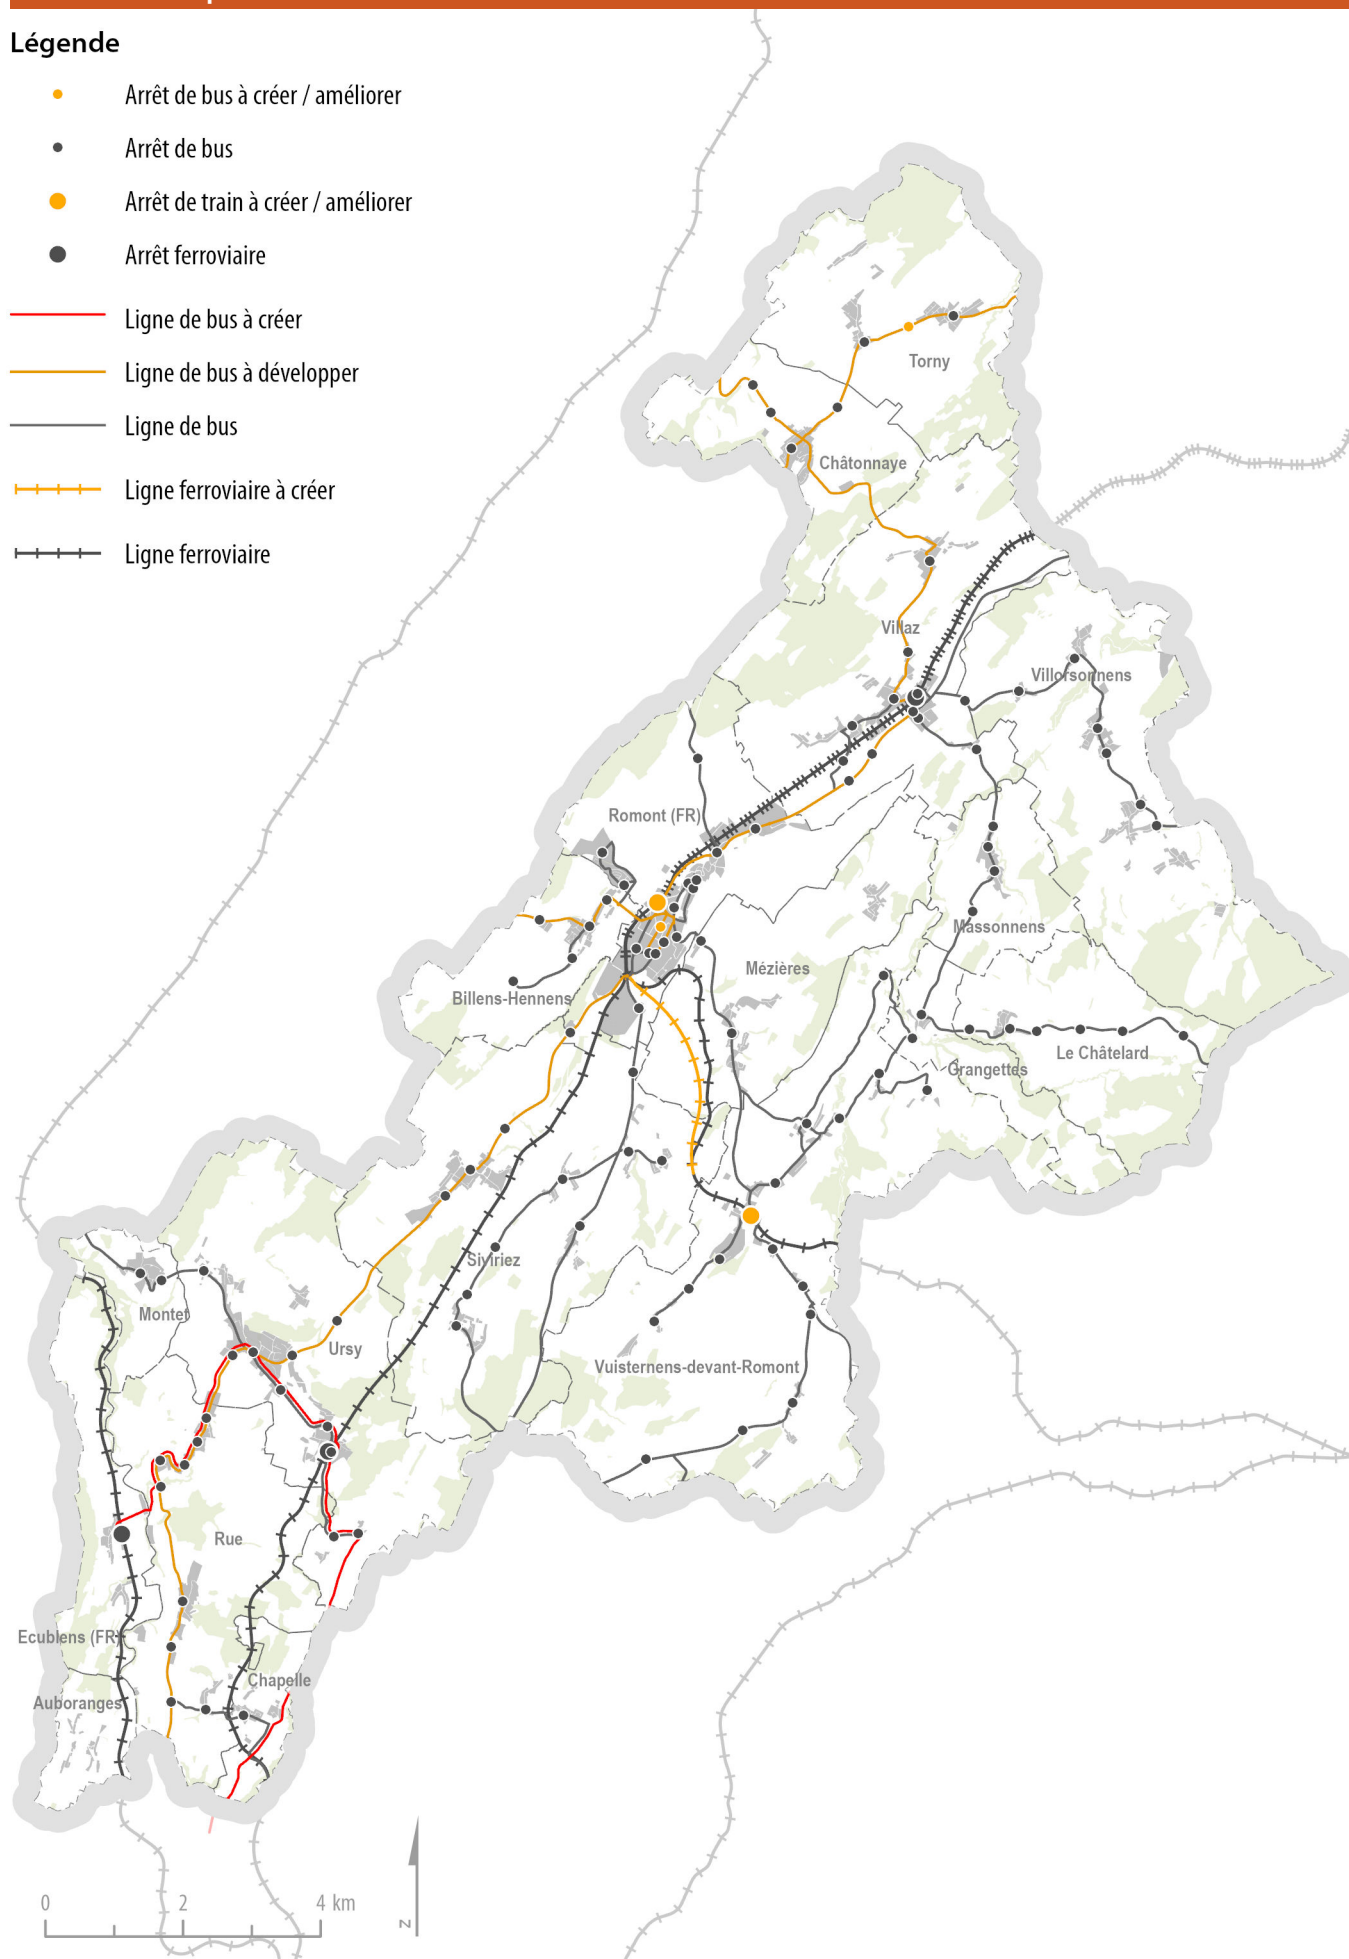 Légende
Arrêt de bus à créer / améliorer
Arrêt de bus
Arrêt de train à créer / améliorer
Arrêt ferroviaire
Ligne de bus à créer
Ligne de bus à développer
Ligne de bus
Ligne ferroviaire à créer
Ligne ferroviaire
Torny
Châtonnaye
Villaz
Villorsonnens
Romont (FR)
Massonnens
Mézières
Billens-Hennens
Le Châtelard
Grangettes
Siviriez
Montet
Ursy
Vuisternens-devant-Romont
Rue
Ecublens (FR)
Chapelle
Auboranges
0 2 4 km
N